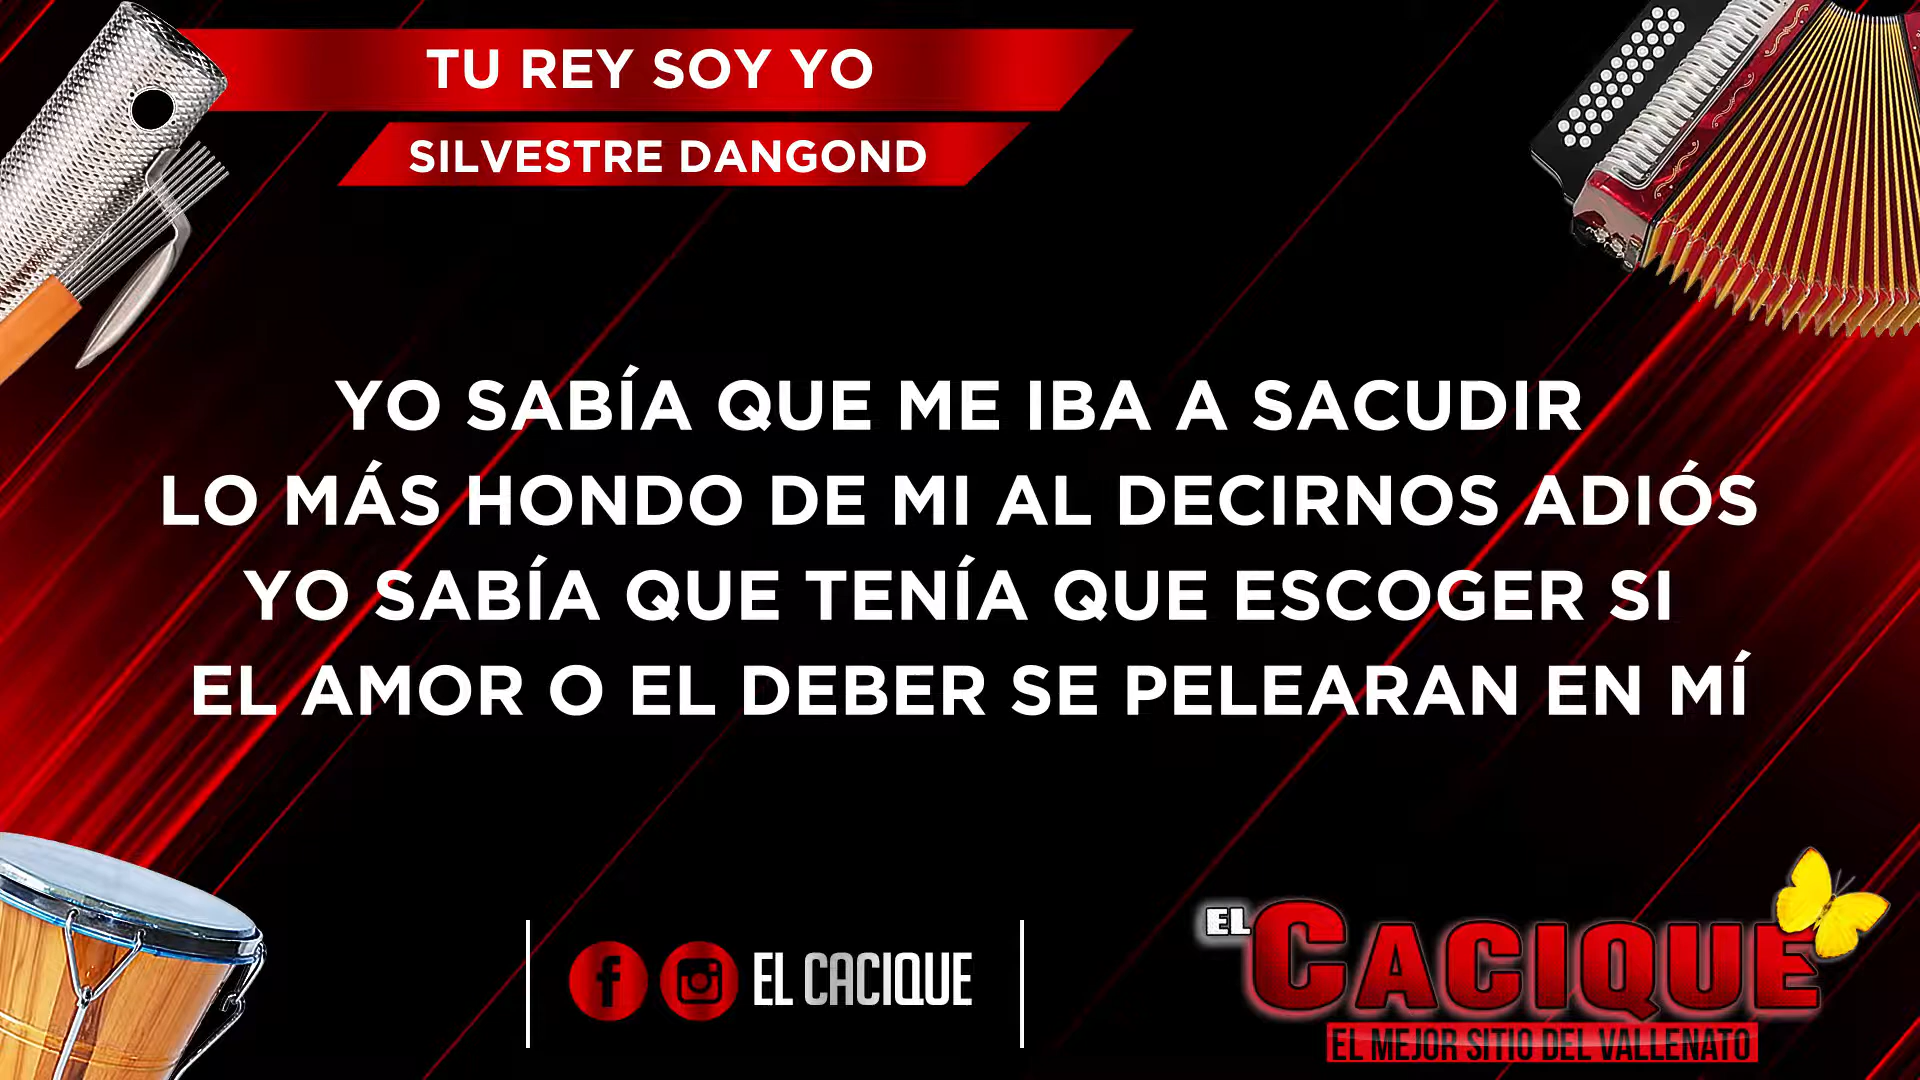 TU REY SOY YO
SILVESTRE DANGOND
YO SABÍA QUE ME IBA A SACUDIR
LO MÁS HONDO DE MI AL DECIRNOS ADIÓS
YO SABÍA QUE TENÍA QUE ESCOGER SI
EL AMOR O EL DEBER SE PELEARAN EN MÍ
EL CACIQUE
EL CACIQUE
EL MEJOR SITIO DEL VALLENATO